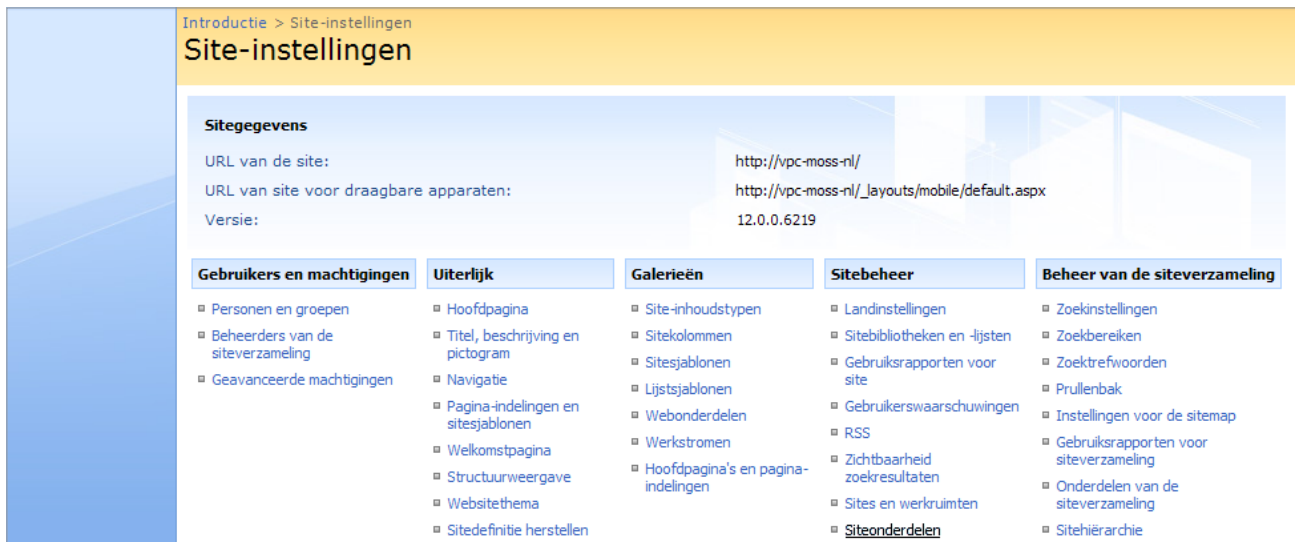 Introductie > Site-instellingen
Site-instellingen
Sitegegevens
URL van de site: http://vpc-moss-nl/
URL van site voor draagbare apparaten: http://vpc-moss-nl/_layouts/mobile/default.aspx
Versie: 12.0.0.6219
Gebruikers en machtigingen
Personen en groepen
Beheerders van de
siteverzameling
Geavanceerde machtigingen
Uiterlijk
Hoofdpagina
Titel, beschrijving en
pictogram
Navigatie
Pagina-indelingen en
sitesjablonen
Welkomstpagina
Structuurweergave
Websitethema
Sitedefinitie herstellen
Galerieën
Site-inhoudstypen
Sitekolommen
Sitesjablonen
Lijstsjablonen
Webonderdelen
Werkstromen
Hoofdpagina's en pagina-
indelingen
Sitebeheer
Landinstellingen
Sitebibliotheken en -lijsten
Gebruiksrapporten voor
site
Gebruikerswaarschuwingen
RSS
Zichtbaarheid
zoekresultaten
Sites en werkruimten
Siteonderdelen
Beheer van de siteverzameling
Zoekinstellingen
Zoekbereiken
Zoektrefwoorden
Prullenbak
Instellingen voor de sitemap
Gebruiksrapporten voor
siteverzameling
Onderdelen van de
siteverzameling
Sitehiërarchie